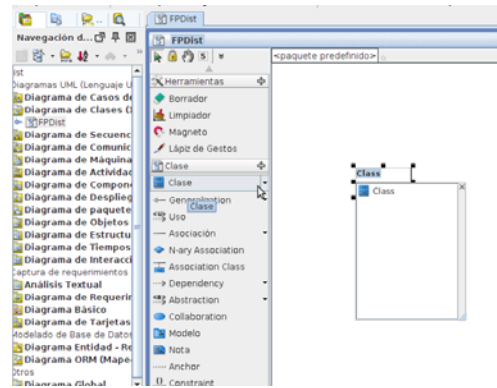 FPDist
Navegación d...
FPDist
<paquete predefinido>
ist
Diagramas UML (Lenguaje U
Diagrama de Casos de
Diagrama de Clases (
FPDist
Diagrama de Secuenc
Diagrama de Comunic
Diagrama de Máquina
Diagrama de Actividad
Diagrama de Compon
Diagrama de Desplieg
Diagrama de paquete
Diagrama de Objetos
Diagrama de Estructu
Diagrama de Tiempos
Diagrama de Interacci
Captura de requerimientos
Análisis Textual
Diagrama de Requerir
Diagrama Básico
Diagrama de Tarjetas
Modelado de Base de Datos
Diagrama Entidad - Re
Diagrama ORM (Mape
Otros
Diagrama Global
Herramientas
Borrador
Limpiador
Magneto
Lápiz de Gestos
Clase
Clase
Generalization
Clase
Uso
Asociación
N-ary Association
Association Class
Dependency
Abstraction
Collaboration
Modelo
Nota
Anchor
Constraint
Class
Class